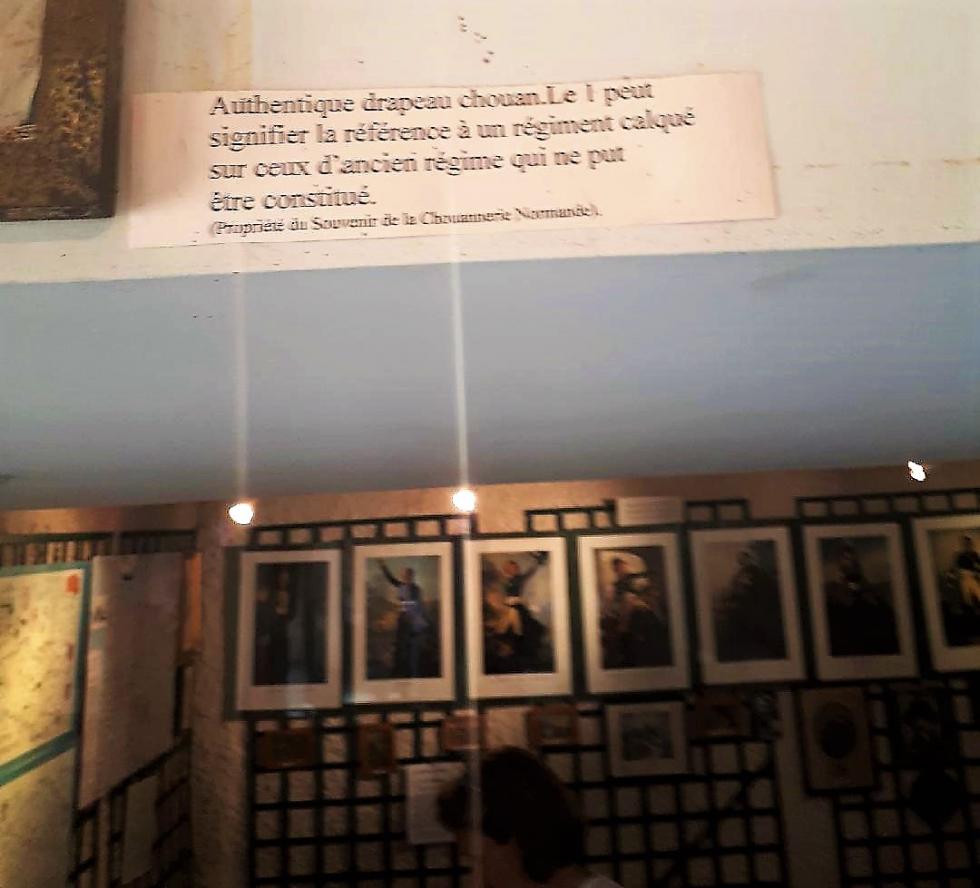 Authentique drapeau chouan.Le 1 peut
signifier la référence à un régiment calqué
sur ceux d'ancien régime qui ne put
être constitué.
(Propriété du Souvenir de la Chouannerie Normande).